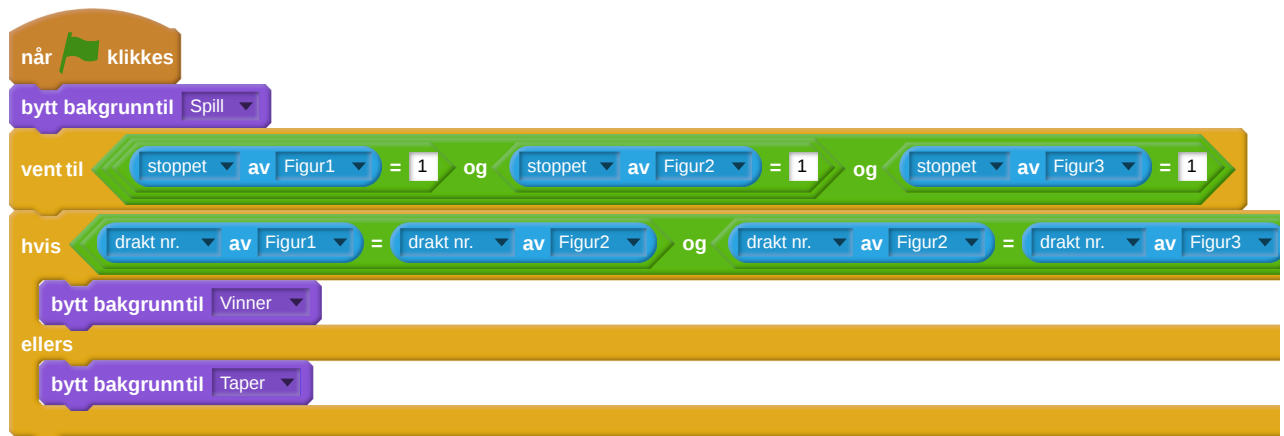 når klikkes
bytt bakgrunn til Spill
vent til stoppet av Figur1 = 1 og stoppet av Figur2 = 1 og stoppet av Figur3 = 1
hvis drakt nr. av Figur1 = drakt nr. av Figur2 og drakt nr. av Figur2 = drakt nr. av Figur3
bytt bakgrunn til Vinner
ellers
bytt bakgrunn til Taper